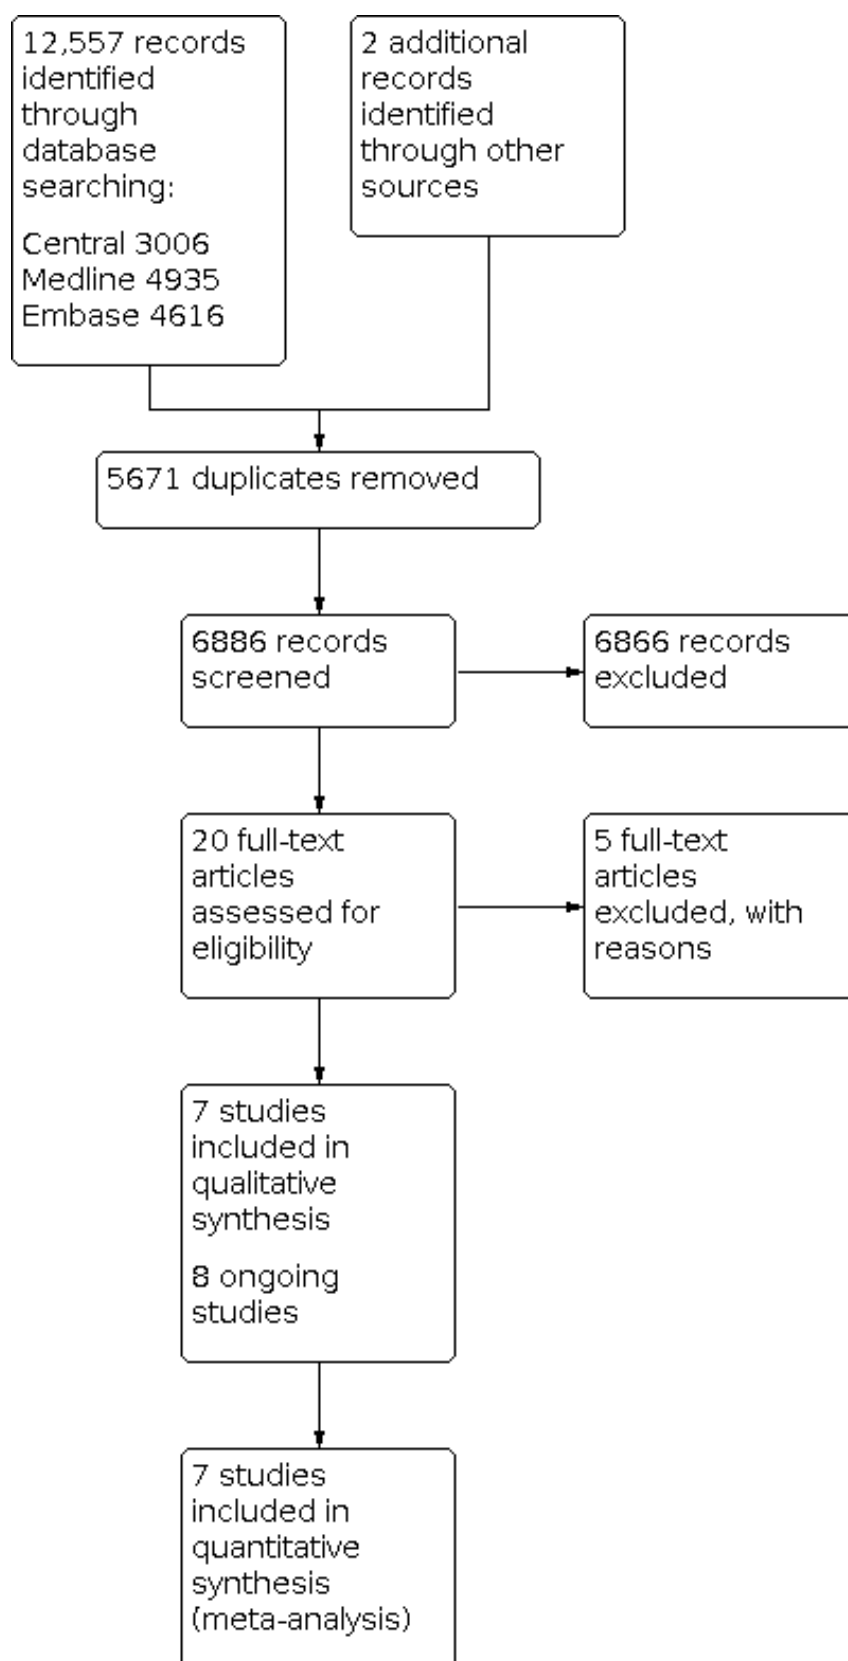 12,557 records
identified
through
database
searching:
Central 3006
Medline 4935
Embase 4616
2 additional
records
identified
through other
sources
5671 duplicates removed
6886 records
screened
6866 records
excluded
20 full-text
articles
assessed for
eligibility
5 full-text
articles
excluded, with
reasons
7 studies
included in
qualitative
synthesis
8 ongoing
studies
7 studies
included in
quantitative
synthesis
(meta-analysis)